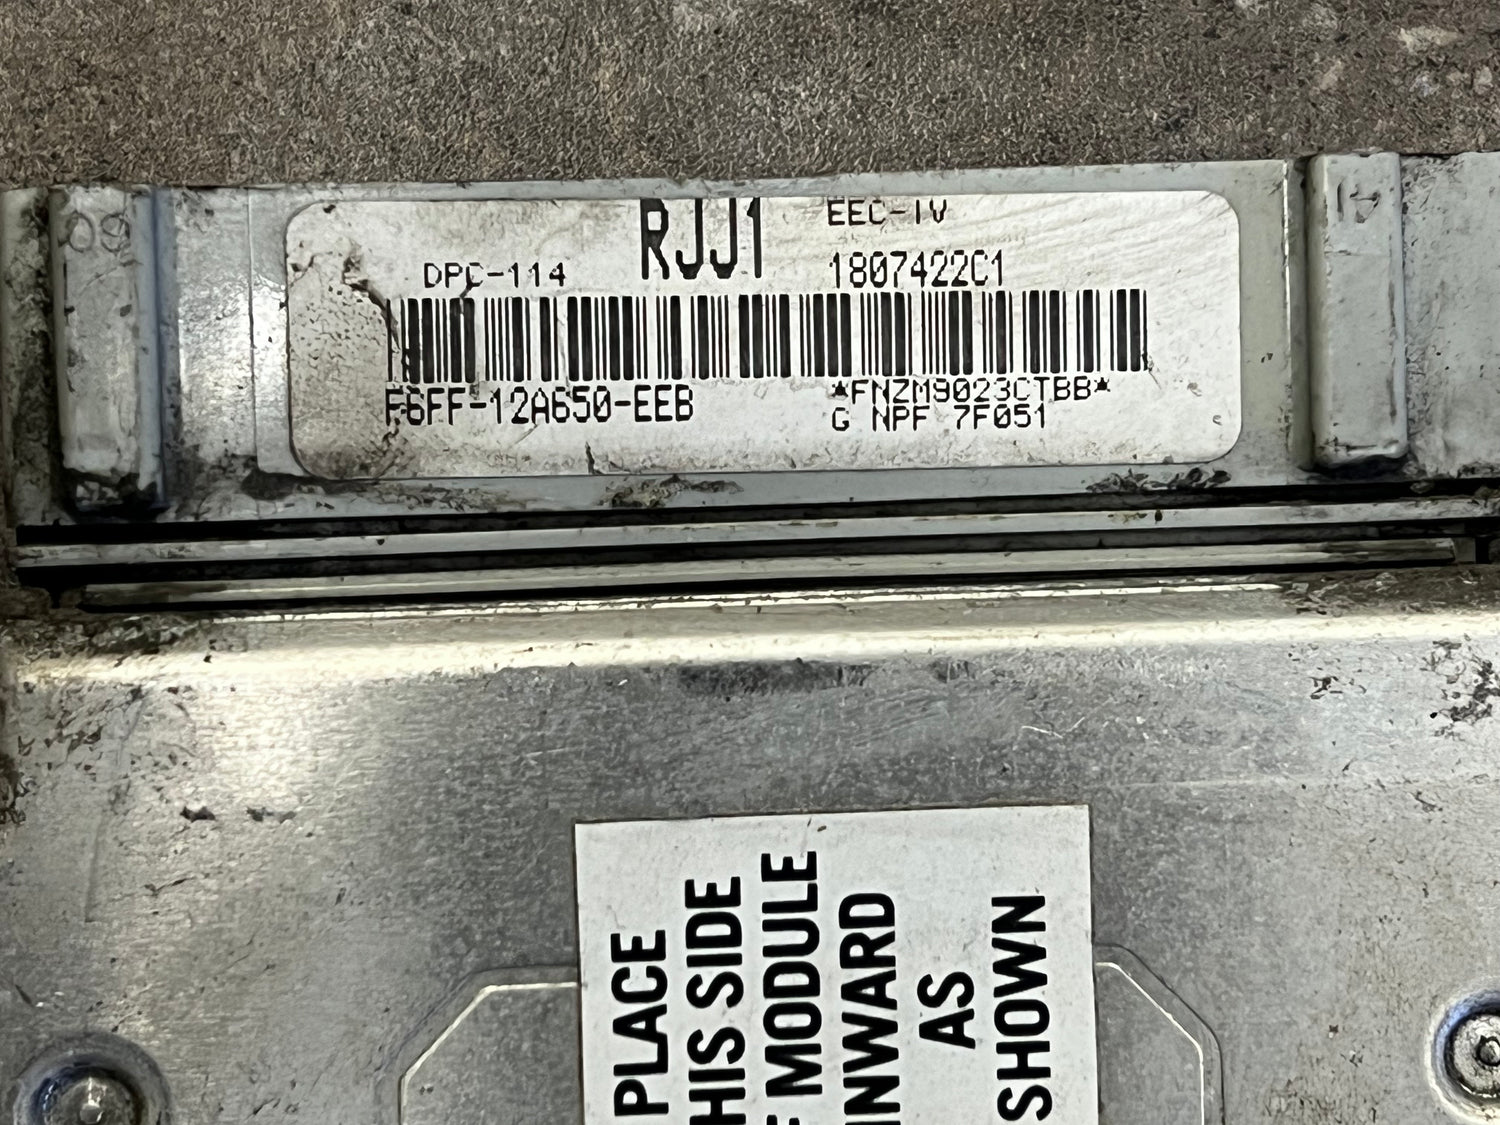 09
RJJ1
EEC-IV
DPC-114
1807422C1
F6FF-12A650-EEB
*FNZM9023CTBB*
G NPF 7F051
PLACE
HIS SIDE
F MODULE
INWARD
AS
SHOWN